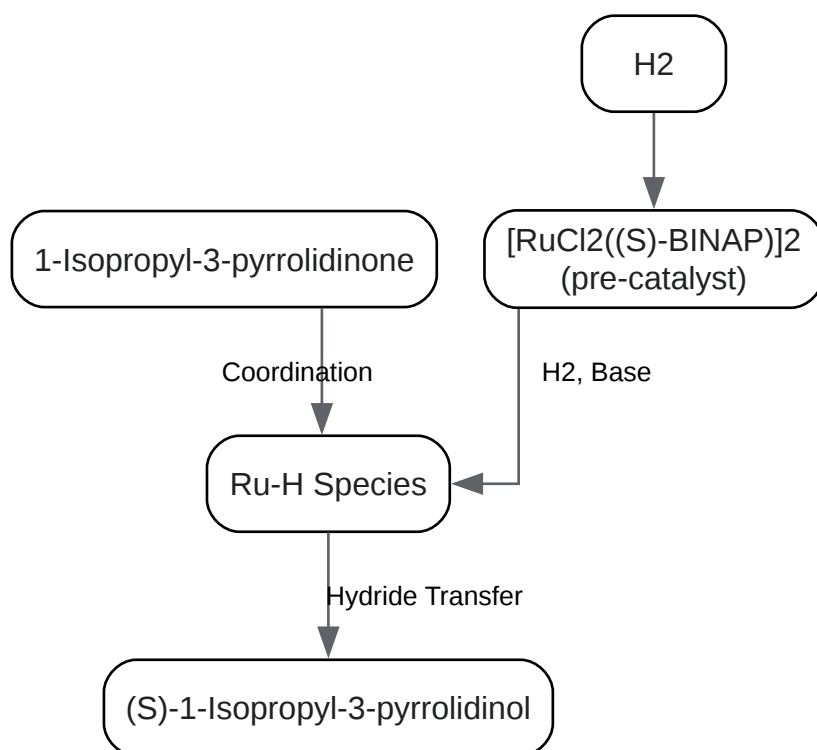 H2
1-Isopropyl-3-pyrrolidinone
[RuCl2((S)-BINAP)]2
(pre-catalyst)
Coordination
H2, Base
Ru-H Species
Hydride Transfer
(S)-1-Isopropyl-3-pyrrolidinol